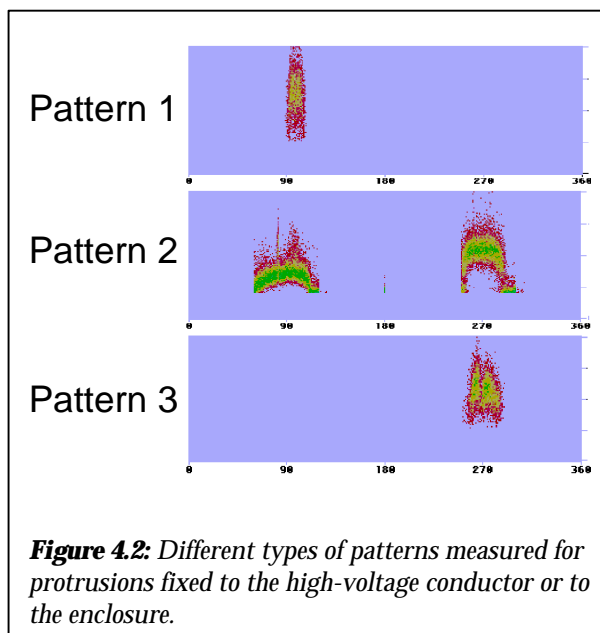 Pattern 1
0 90 180 270 360
Pattern 2
0 90 180 270 360
Pattern 3
0 90 180 270 360
Figure 4.2: Different types of patterns measured for
protrusions fixed to the high-voltage conductor or to
the enclosure.